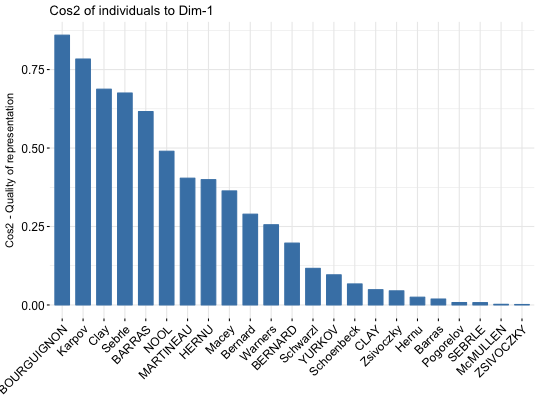 Cos2 of individuals to Dim-1
Cos2 - Quality of representation
0.75
0.50
0.25
0.00
BOURGUIGNON
Karpov
Clay
Sebrle
BARRAS
NOOL
MARTINEAU
HERNU
Macey
Bernard
Warners
BERNARD
Schwarzl
YURKOV
Schoenbeck
CLAY
Zsivoczky
Hernu
Barras
Pogorelov
SEBRLE
McMULLEN
ZSIVOCZKY